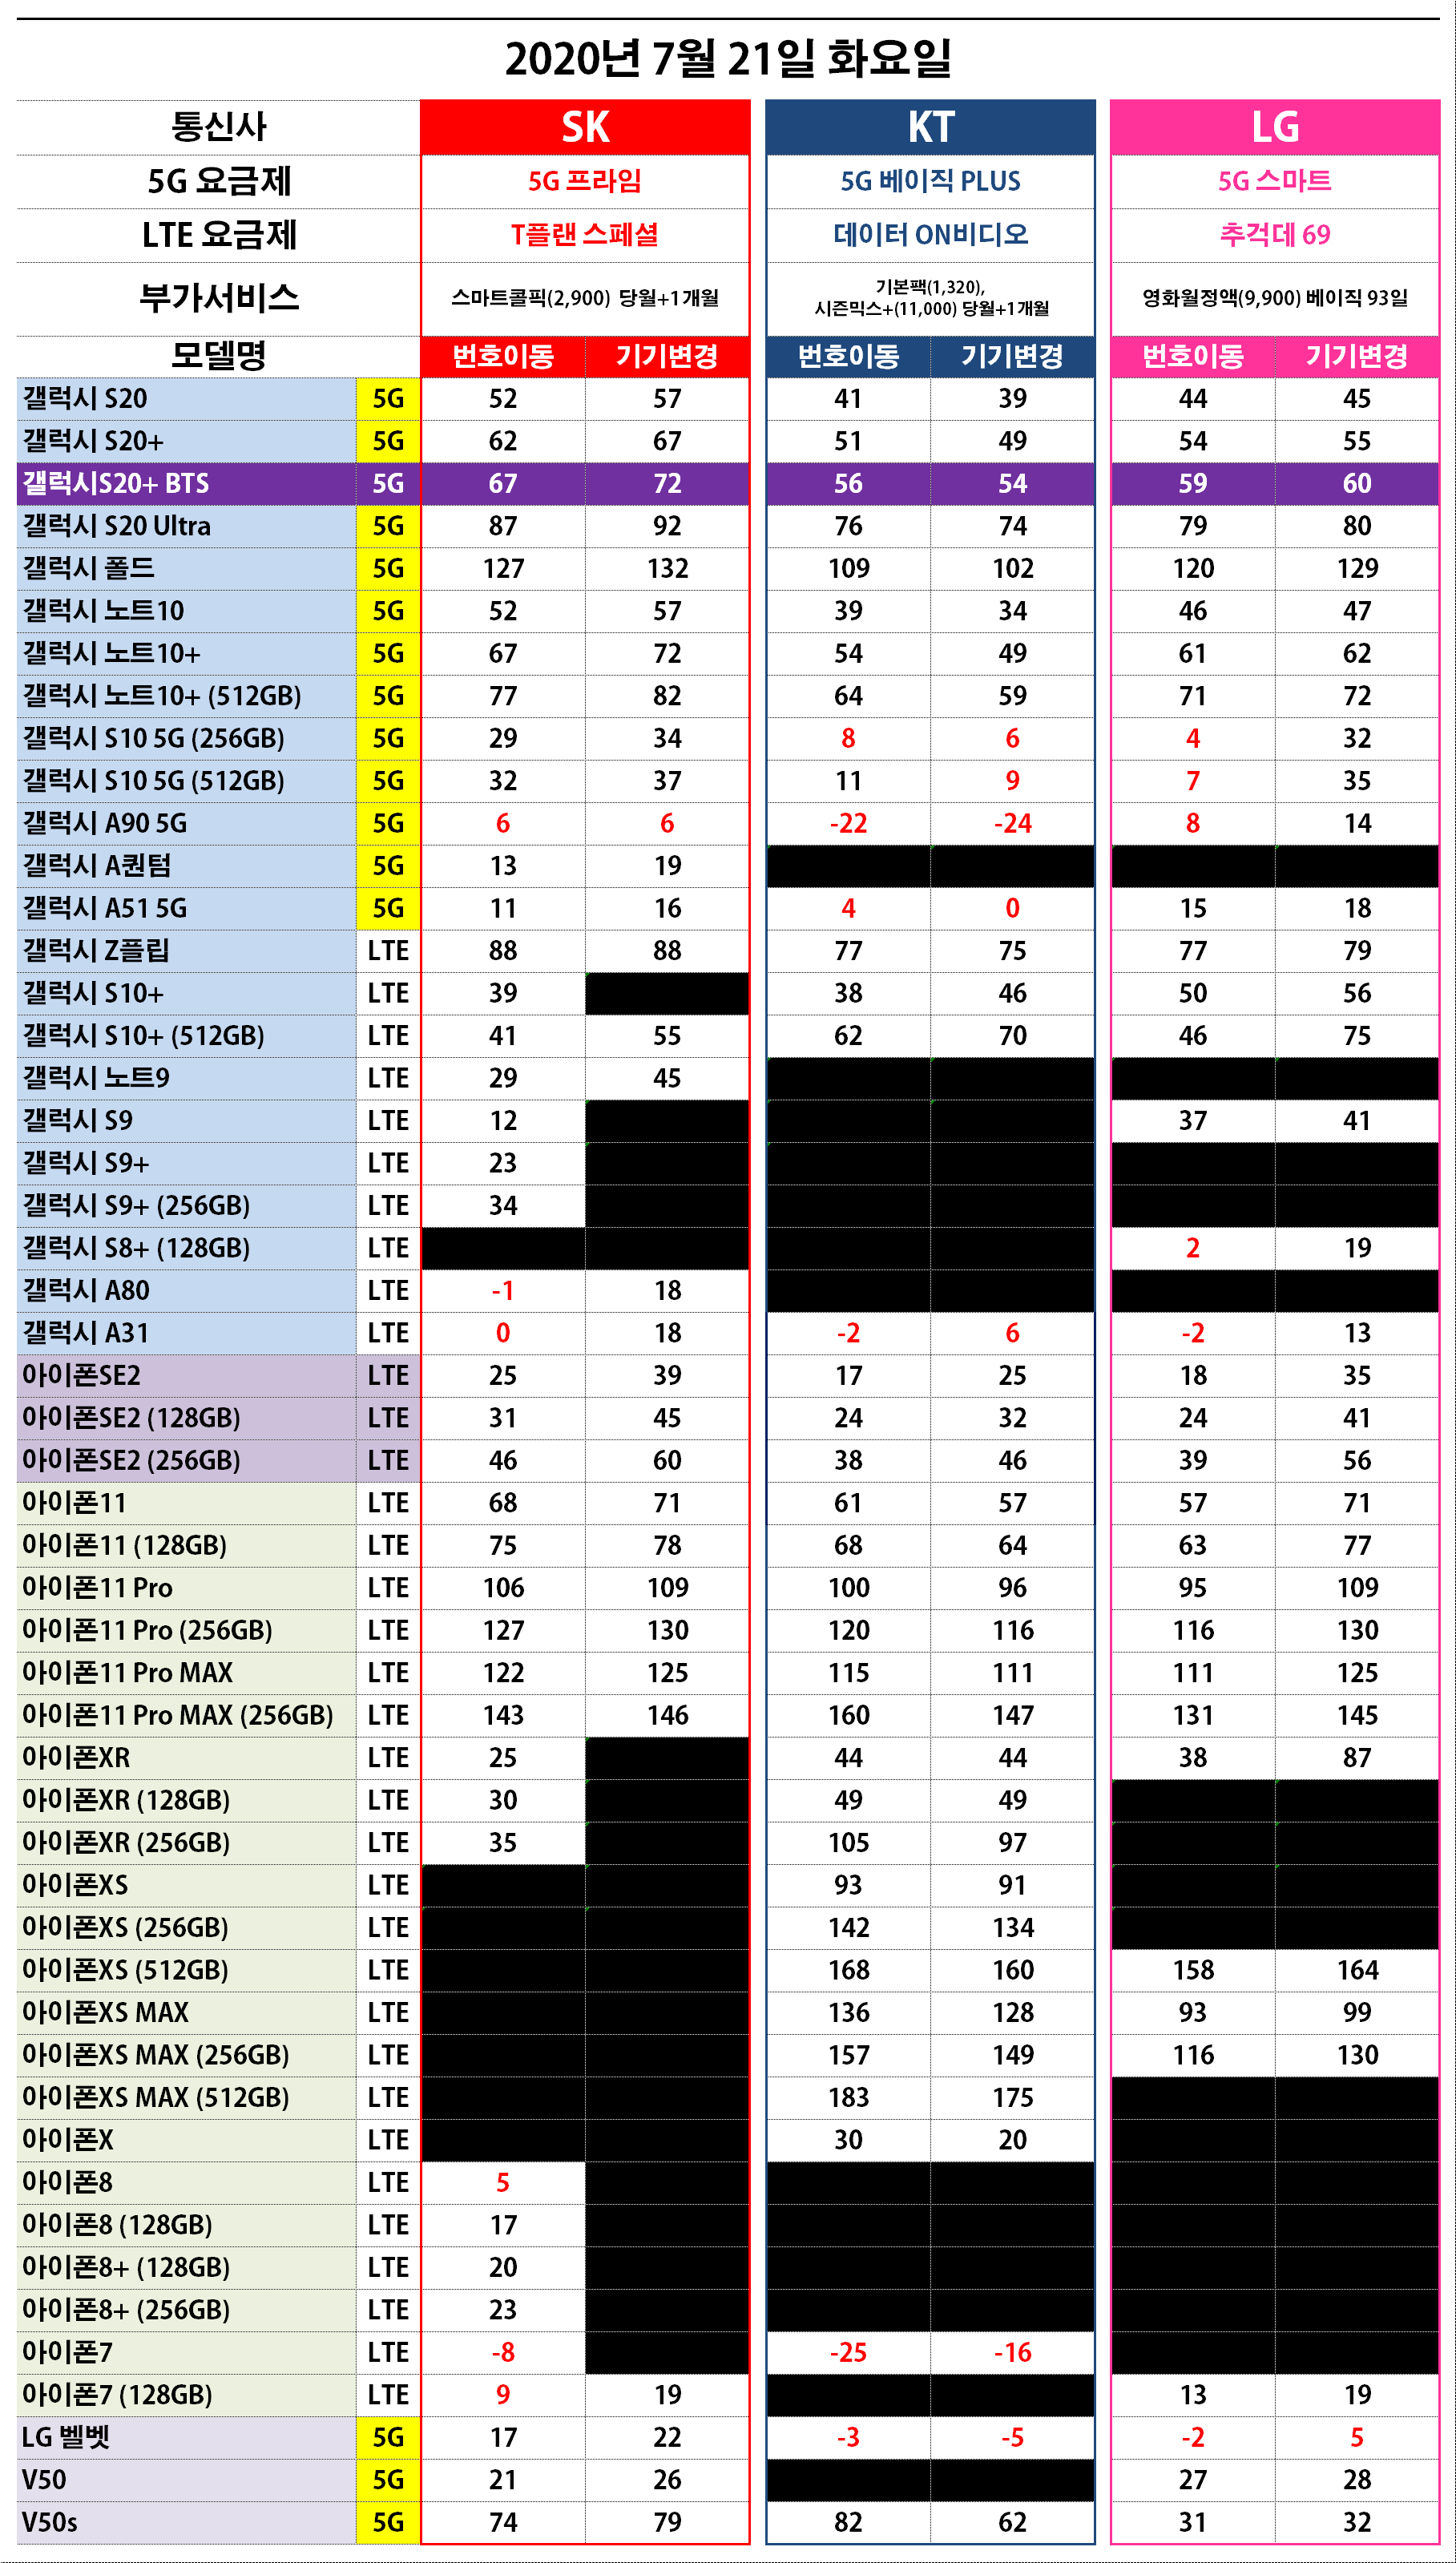 2020년 7월 21일 화요일
통신사 SK KT LG
5G 요금제 5G 프라임 5G 베이직 PLUS 5G 스마트
LTE 요금제 T플랜 스페셜 데이터 ON비디오 추걱데 69
부가서비스 스마트콜픽(2,900) 당월+1개월 기본팩(1,320), 영화월정액(9,900) 베이직 93일
시즌믹스+(11,000) 당월+1개월
모델명 번호이동 기기변경 번호이동 기기변경 번호이동 기기변경
갤럭시 S20 5G 52 57 41 39 44 45
갤럭시 S20+ 5G 62 67 51 49 54 55
갤럭시S20+ BTS 5G 67 72 56 54 59 60
갤럭시 S20 Ultra 5G 87 92 76 74 79 80
갤럭시 폴드 5G 127 132 109 102 120 129
갤럭시 노트10 5G 52 57 39 34 46 47
갤럭시 노트10+ 5G 67 72 54 49 61 62
갤럭시 노트10+ (512GB) 5G 77 82 64 59 71 72
갤럭시 S10 5G (256GB) 5G 29 34 8 6 4 32
갤럭시 S10 5G (512GB) 5G 32 37 11 9 7 35
갤럭시 A90 5G 5G 6 6 -22 -24 8 14
갤럭시 A퀀텀 5G 13 19
갤럭시 A51 5G 5G 11 16 4 0 15 18
갤럭시 Z플립 LTE 88 88 77 75 77 79
갤럭시 S10+ LTE 39 38 46 50 56
갤럭시 S10+ (512GB) LTE 41 55 62 70 46 75
갤럭시 노트9 LTE 29 45
갤럭시 S9 LTE 12 37 41
갤럭시 S9+ LTE 23
갤럭시 S9+ (256GB) LTE 34
갤럭시 S8+ (128GB) LTE 2 19
갤럭시 A80 LTE -1 18
갤럭시 A31 LTE 0 18 -2 6 -2 13
아이폰SE2 LTE 25 39 17 25 18 35
아이폰SE2 (128GB) LTE 31 45 24 32 24 41
아이폰SE2 (256GB) LTE 46 60 38 46 39 56
아이폰11 LTE 68 71 61 57 57 71
아이폰11 (128GB) LTE 75 78 68 64 63 77
아이폰11 Pro LTE 106 109 100 96 95 109
아이폰11 Pro (256GB) LTE 127 130 120 116 116 130
아이폰11 Pro MAX LTE 122 125 115 111 111 125
아이폰11 Pro MAX (256GB) LTE 143 146 160 147 131 145
아이폰XR LTE 25 44 44 38 87
아이폰XR (128GB) LTE 30 49 49
아이폰XR (256GB) LTE 35 105 97
아이폰XS LTE 93 91
아이폰XS (256GB) LTE 142 134
아이폰XS (512GB) LTE 168 160 158 164
아이폰XS MAX LTE 136 128 93 99
아이폰XS MAX (256GB) LTE 157 149 116 130
아이폰XS MAX (512GB) LTE 183 175
아이폰X LTE 30 20
아이폰8 LTE 5
아이폰8 (128GB) LTE 17
아이폰8+ (128GB) LTE 20
아이폰8+ (256GB) LTE 23
아이폰7 LTE -8 -25 -16
아이폰7 (128GB) LTE 9 19 13 19
LG 벨벳 5G 17 22 -3 -5 -2 5
V50 5G 21 26 27 28
V50s 5G 74 79 82 62 31 32